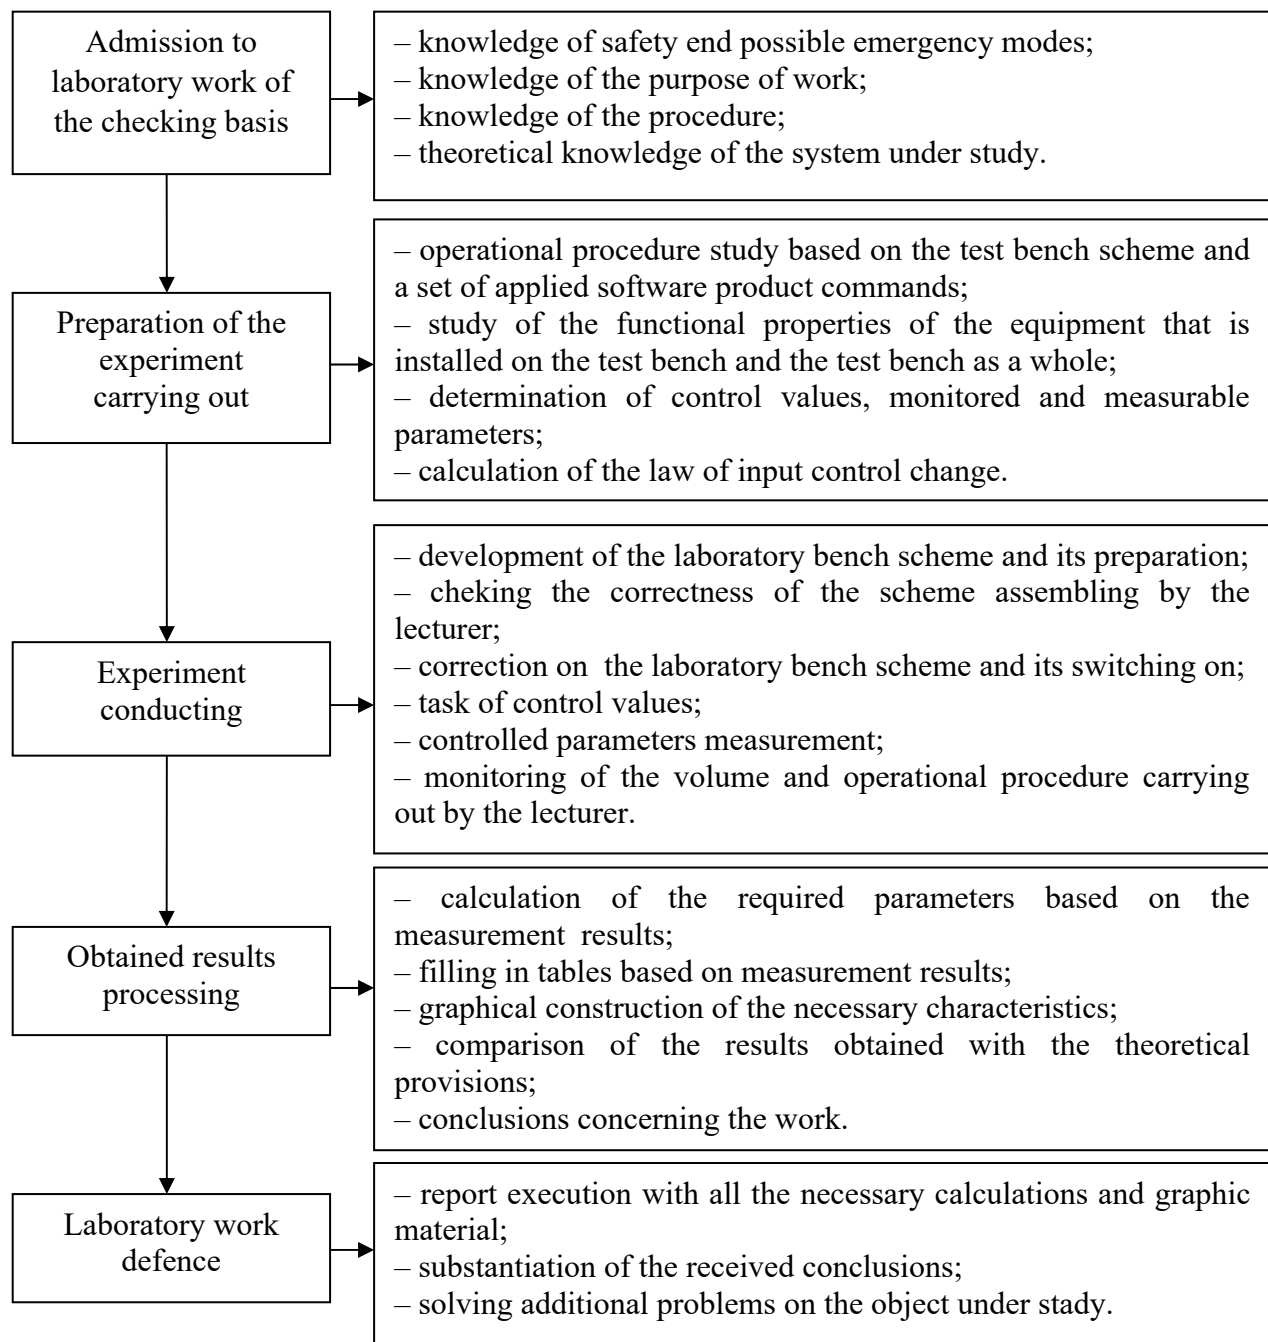 Admission to
laboratory work of
the checking basis
– knowledge of safety end possible emergency modes;
– knowledge of the purpose of work;
– knowledge of the procedure;
– theoretical knowledge of the system under study.
Preparation of the
experiment
carrying out
– operational procedure study based on the test bench scheme and
a set of applied software product commands;
– study of the functional properties of the equipment that is
installed on the test bench and the test bench as a whole;
– determination of control values, monitored and measurable
parameters;
– calculation of the law of input control change.
Experiment
conducting
– development of the laboratory bench scheme and its preparation;
– cheking the correctness of the scheme assembling by the
lecturer;
– correction on the laboratory bench scheme and its switching on;
– task of control values;
– controlled parameters measurement;
– monitoring of the volume and operational procedure carrying
out by the lecturer.
Obtained results
processing
– calculation of the required parameters based on the
measurement results;
– filling in tables based on measurement results;
– graphical construction of the necessary characteristics;
– comparison of the results obtained with the theoretical
provisions;
– conclusions concerning the work.
Laboratory work
defence
– report execution with all the necessary calculations and graphic
material;
– substantiation of the received conclusions;
– solving additional problems on the object under stady.